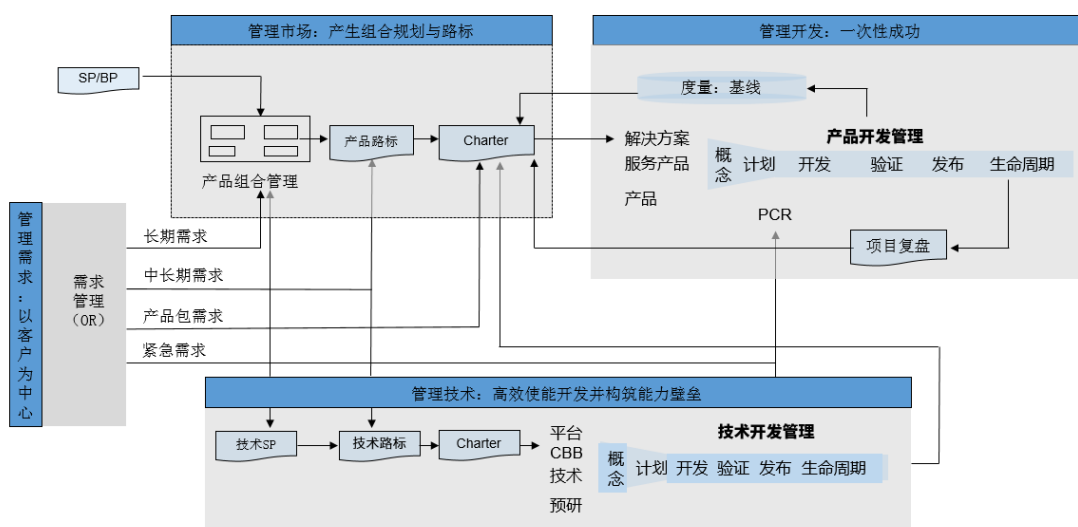 管理市场：产生组合规划与路标
管理开发：一次性成功
SP/BP
度量：基线
产品路标
Charter
产品组合管理
解决方案
服务产品
产品
产品开发管理
概念
计划
开发
验证
发布
生命周期
PCR
项目复盘
管理需求：以客户为中心
需求
管理
（OR）
长期需求
中长期需求
产品包需求
紧急需求
管理技术：高效使能开发并构筑能力壁垒
技术SP
技术路标
Charter
平台
CBB
技术
预研
技术开发管理
概念
计划
开发
验证
发布
生命周期